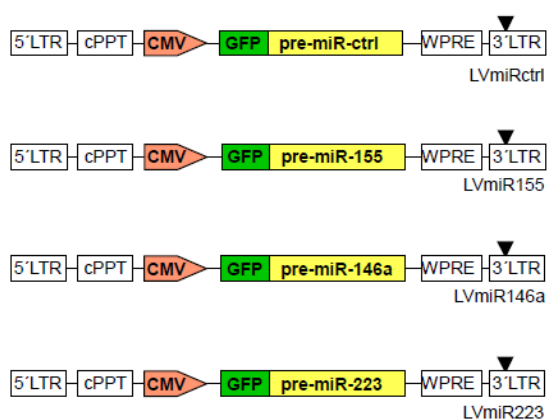 5´LTR cPPT CMV GFP pre-miR-ctrl WPRE 3´LTR
LVmiRctrl
5´LTR cPPT CMV GFP pre-miR-155 WPRE 3´LTR
LVmiR155
5´LTR cPPT CMV GFP pre-miR-146a WPRE 3´LTR
LVmiR146a
5´LTR cPPT CMV GFP pre-miR-223 WPRE 3´LTR
LVmiR223